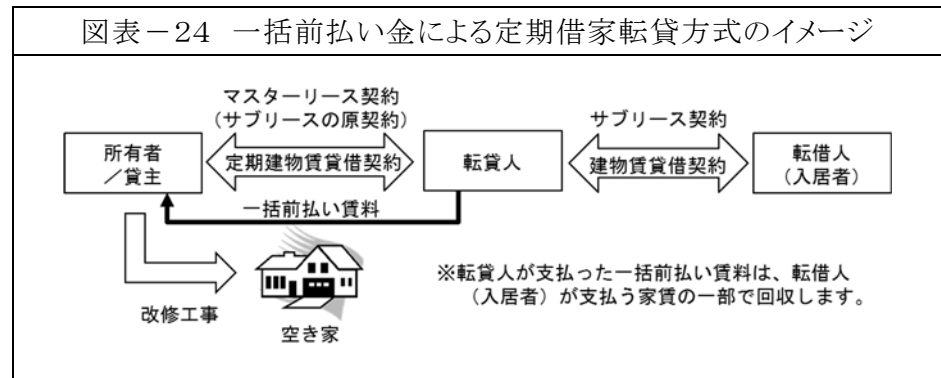 図表－24 一括前払い金による定期借家転貸方式のイメージ
マスターリース契約
（サブリースの原契約）
サブリース契約
所有者
／貸主
定期建物賃貸借契約
転貸人
建物賃貸借契約
転借人
（入居者）
一括前払い賃料
改修工事
空き家
※転貸人が支払った一括前払い賃料は、転借人
（入居者）が支払う家賃の一部で回収します。